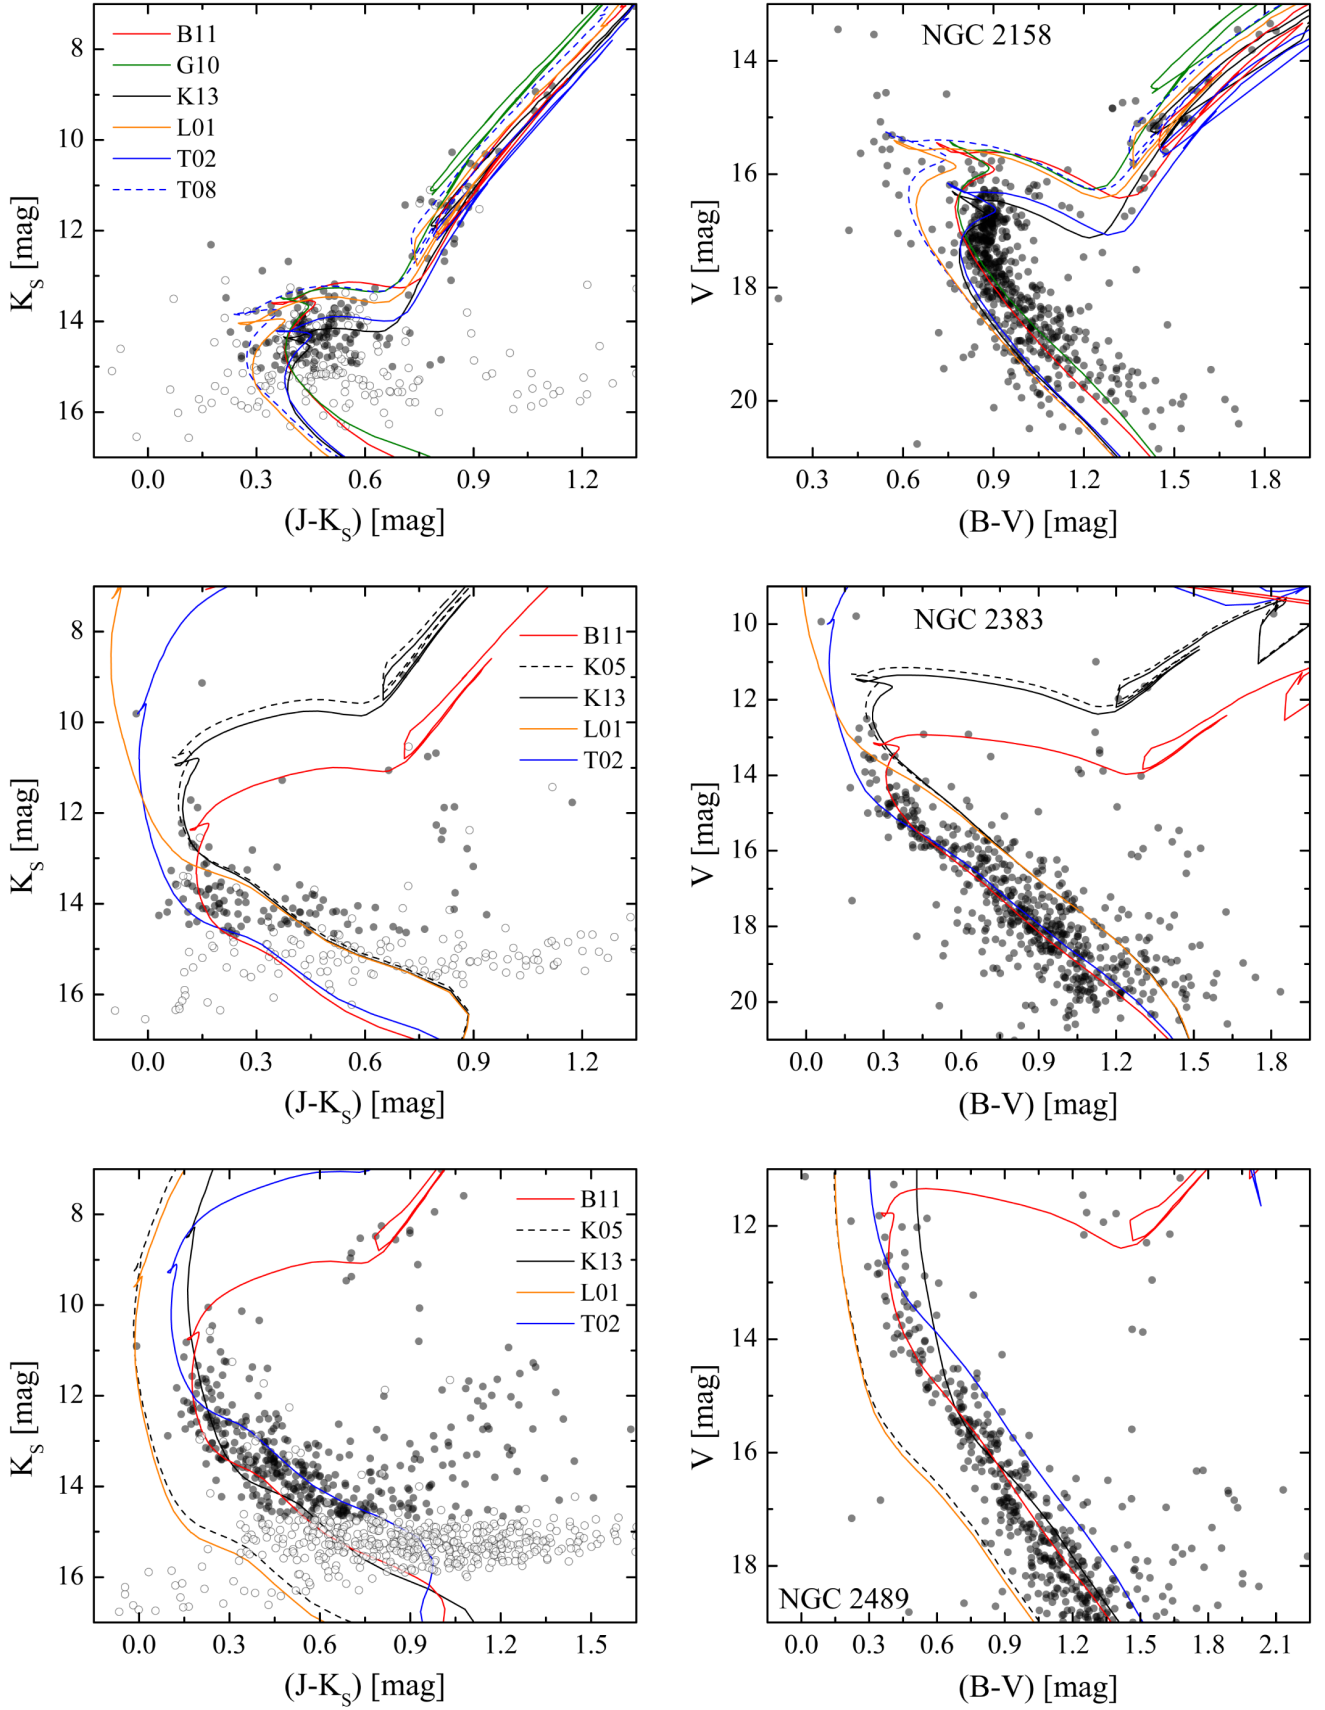 B11
G10
K13
L01
T02
T08
8
10
12
14
16
K_S [mag]
0.0 0.3 0.6 0.9 1.2
(J-K_S) [mag]
NGC 2158
14
16
18
20
V [mag]
0.3 0.6 0.9 1.2 1.5 1.8
(B-V) [mag]
B11
K05
K13
L01
T02
8
10
12
14
16
K_S [mag]
0.0 0.3 0.6 0.9 1.2
(J-K_S) [mag]
NGC 2383
10
12
14
16
18
20
V [mag]
0.0 0.3 0.6 0.9 1.2 1.5 1.8
(B-V) [mag]
B11
K05
K13
L01
T02
8
10
12
14
16
K_S [mag]
0.0 0.3 0.6 0.9 1.2 1.5
(J-K_S) [mag]
12
14
16
18
V [mag]
NGC 2489
0.0 0.3 0.6 0.9 1.2 1.5 1.8 2.1
(B-V) [mag]